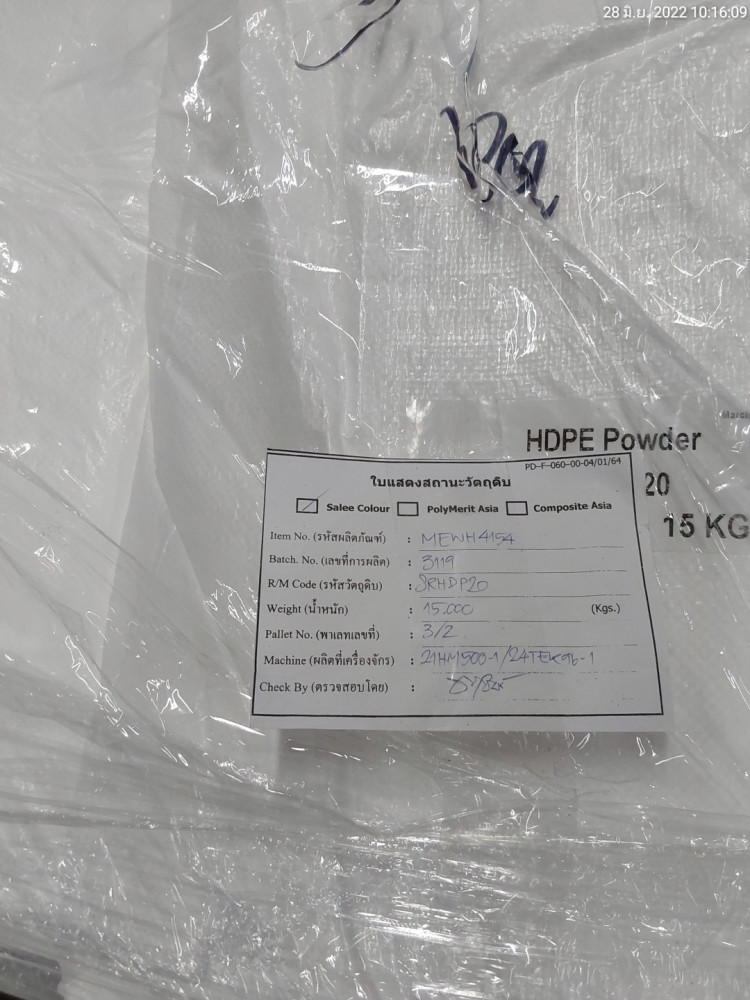 28 มิ.ย. 2022 10:16:09
HDPE Powder
20
15 KG
PD-F-060-00-04/01/64
ใบแสดงสถานะวัตถุดิบ
Salee Colour PolyMerit Asia Composite Asia
Item No. (รหัสผลิตภัณฑ์) : MEWH4154
Batch. No. (เลขที่การผลิต) : 3119
R/M Code (รหัสวัตถุดิบ) : SRHDP20
Weight (น้ำหนัก) : 15.000 (Kgs.)
Pallet No. (พาเลทเลขที่) : 3/2
Machine (ผลิตที่เครื่องจักร) : 21HM500-1/24TEK96-1
Check By (ตรวจสอบโดย) :